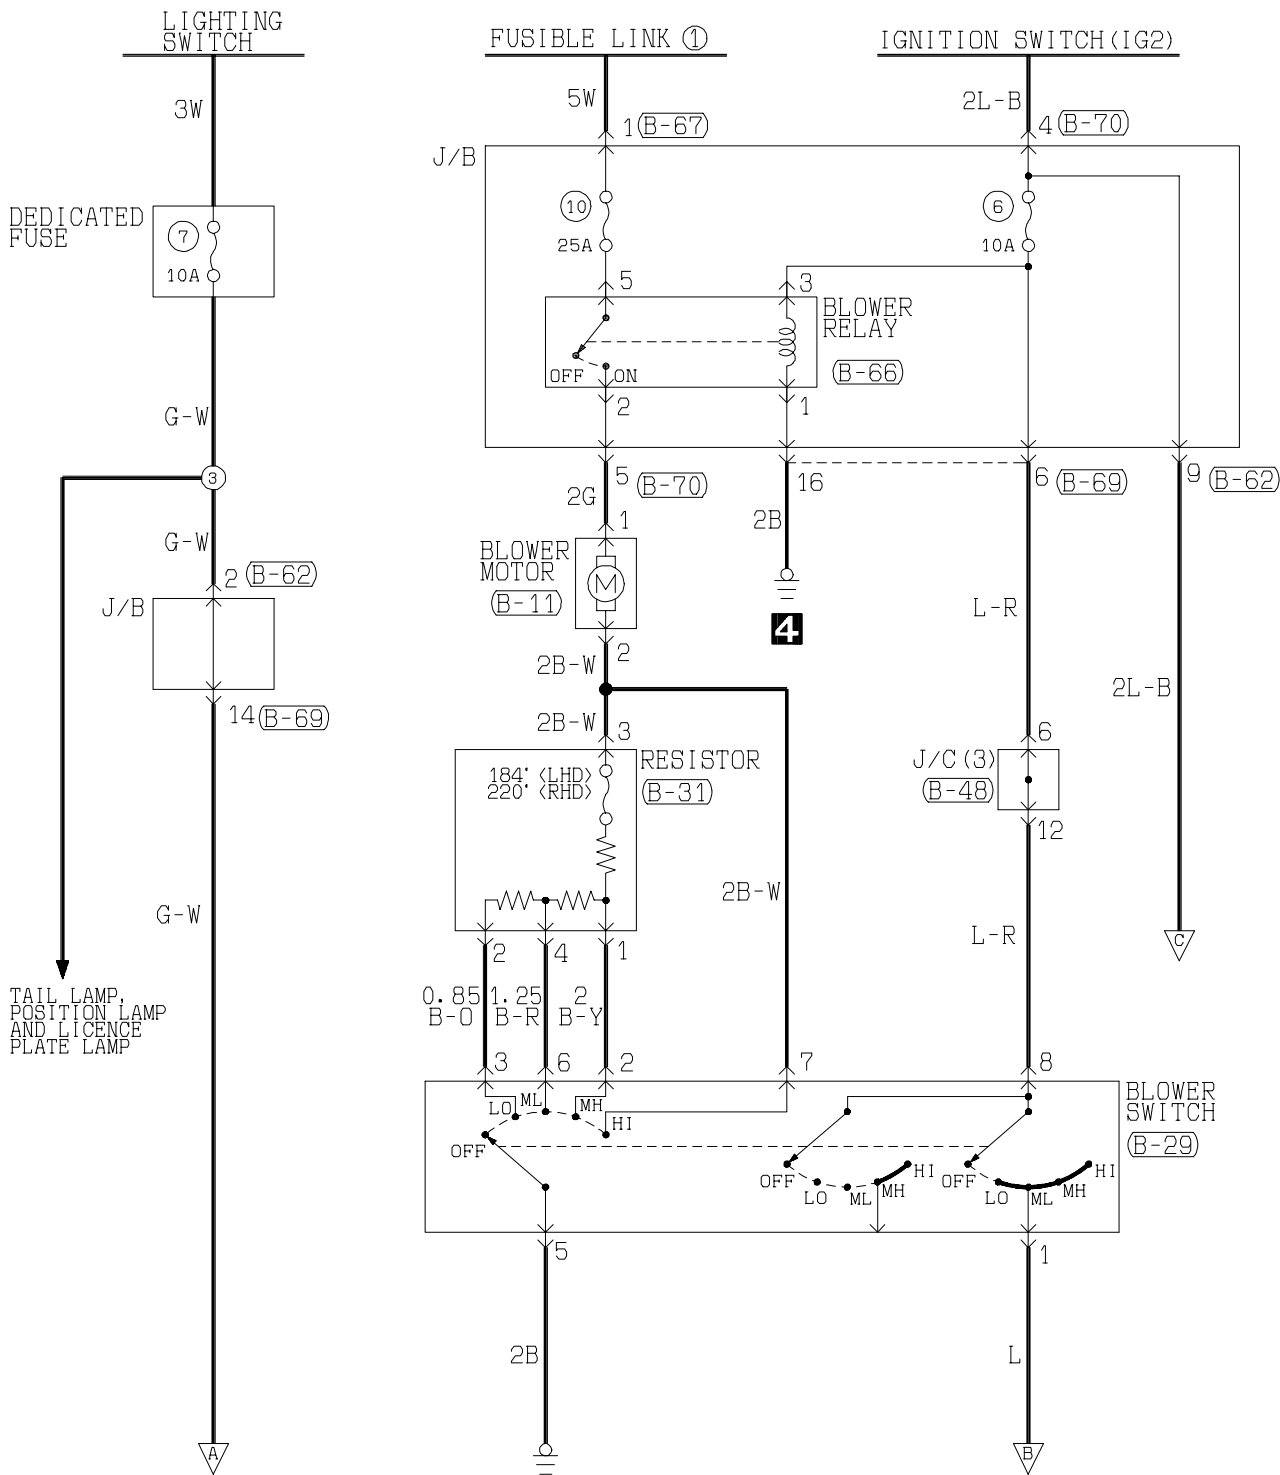 LIGHTING
SWITCH
FUSIBLE LINK ①
IGNITION SWITCH(IG2)
3W
5W
2L-B
1 (B-67)
4 (B-70)
J/B
DEDICATED
FUSE
7
10A
10
25A
6
10A
5
3
BLOWER
RELAY
(B-66)
OFF
ON
2
1
G-W
3
5 (B-70)
16
6 (B-69)
9 (B-62)
2G
1
2B
G-W
BLOWER
MOTOR
(B-11)
2 (B-62)
J/B
4
L-R
2
2B-W
2L-B
14 (B-69)
2B-W
3
6
RESISTOR
(B-31)
184° <LHD>
220° <RHD>
J/C(3)
(B-48)
12
2B-W
G-W
L-R
C
2
4
1
TAIL LAMP,
POSITION LAMP
AND LICENCE
PLATE LAMP
0.85
B-O
1.25
B-R
2
B-Y
3
6
2
7
8
BLOWER
SWITCH
(B-29)
LO
ML
MH
HI
OFF
OFF
LO
ML
MH
HI
OFF
LO
ML
MH
HI
5
1
2B
L
A
B